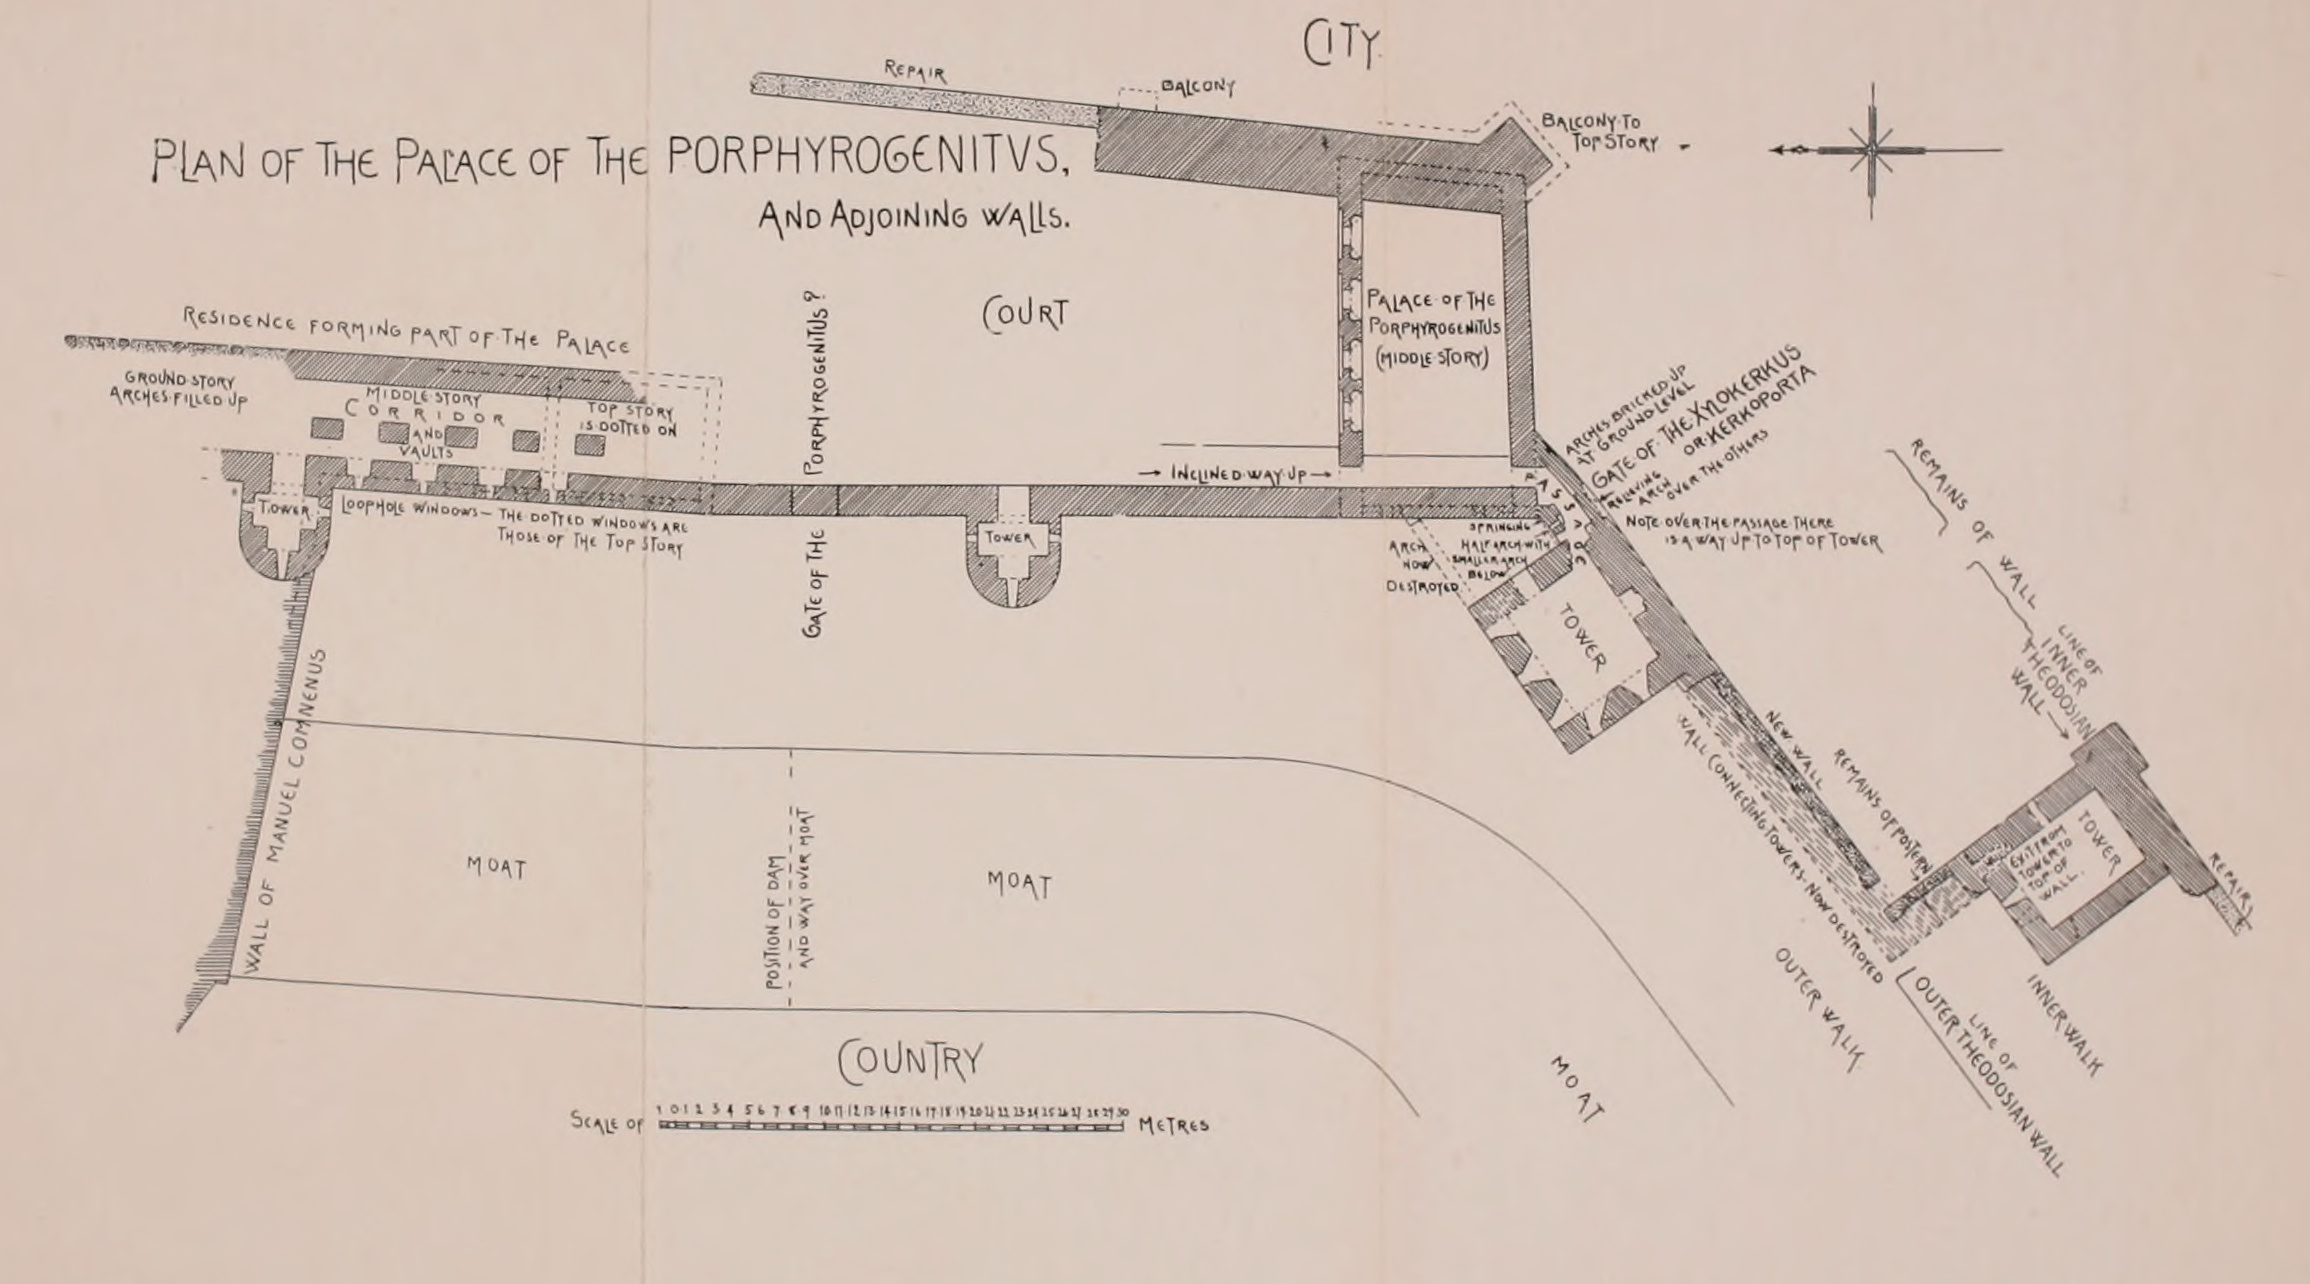 CITY.
REPAIR
BALCONY
BALCONY TO
TOP STORY
PLAN OF THE PALACE OF THE PORPHYROGENITVS,
AND ADJOINING WALLS.
RESIDENCE FORMING PART OF THE PALACE
GROUND STORY
ARCHES FILLED UP
MIDDLE STORY
CORRIDOR
AND
VAULTS
TOP STORY
IS DOTTED ON
TOWER
LOOPHOLE WINDOWS – THE DOTTED WINDOWS ARE
THOSE OF THE TOP STORY
GATE OF THE PORPHYROGENITUS?
COURT
PALACE OF THE
PORPHYROGENITUS
(MIDDLE STORY)
INCLINED WAY UP
TOWER
ARCHES BRICKED UP
AT GROUND LEVEL
GATE OF THE XYLOKERKUS
OR KERKOPORTA
RELIEVING
ARCH
OVER THE OTHERS
PASSAGE
NOTE OVER THE PASSAGE THERE
IS A WAY UP TO TOP OF TOWER
SPRINGING
HALF ARCH WITH
SMALLER ARCH
BELOW
ARCH
NOW
DESTROYED
TOWER
REMAINS OF WALL
LINE OF
INNER
THEODOSIAN
WALL
WALL OF MANUEL COMNENUS
MOAT
POSITION OF DAM
AND WAY OVER MOAT
MOAT
NEW WALL
WALL CONNECTING TOWERS. NOW DESTROYED
REMAINS OF POSTERN
EXIT FROM
TOWER TO
TOP OF
WALL.
TOWER
REPAIR
OUTER WALK
INNER WALK
LINE OF
OUTER THEODOSIAN WALL
MOAT
COUNTRY
SCALE OF 1 0 1 2 3 4 5 6 7 8 9 10 11 12 13 14 15 16 17 18 19 20 21 22 23 24 25 26 27 28 29 30 METRES